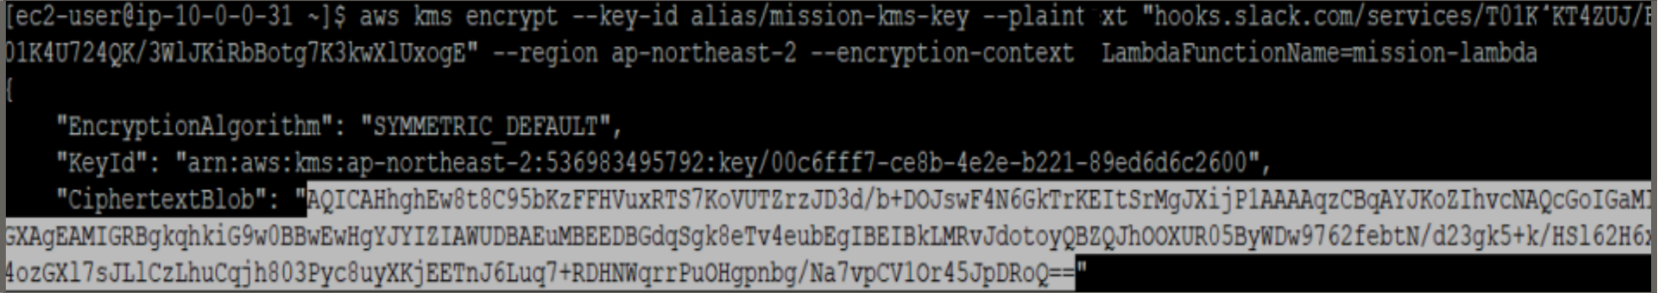 [ec2-user@ip-10-0-0-31 ~]$ aws kms encrypt --key-id alias/mission-kms-key --plaint xt "hooks.slack.com/services/T01K KT4ZUJ/
01K4U724QK/3WlJKiRbBotg7K3kwXlUxogE" --region ap-northeast-2 --encryption-context  LambdaFunctionName=mission-lambda
{
    "EncryptionAlgorithm": "SYMMETRIC_DEFAULT",
    "KeyId": "arn:aws:kms:ap-northeast-2:536983495792:key/00c6fff7-ce8b-4e2e-b221-89ed6d6c2600",
    "CiphertextBlob": "AQICAHhghEw8t8C95bKzFFHVuxRTS7KoVUTZrzJD3d/b+DOJswF4N6GkTrKEItSrMgJXijPlAAAAqzCBqAYJKoZIhvcNAQcGoIGaMI
GXAgEAMIGRBgkqhkiG9w0BBwEwHgYJYIZIAWUDBAEuMBEEDBGdqSgk8eTv4eubEgIBEIBkLMRvJdotoyQBZQJhOOXUR05ByWDw9762febtN/d23gk5+k/HSl62H6x
4ozGXl7sJLlCzLhuCqjh803Pyc8uyXKjEETnJ6Luq7+RDHNWqrrPuOHgpnbg/Na7vpCV1Or45JpDRoQ=="